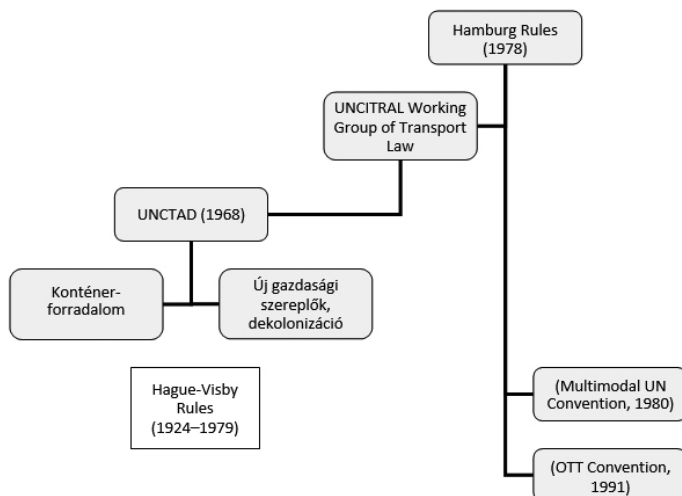 Hamburg Rules
(1978)
UNCITRAL Working
Group of Transport
Law
UNCTAD (1968)
Konténer-
forradalom
Új gazdasági
szereplők,
dekolonizáció
Hague-Visby
Rules
(1924–1979)
(Multimodal UN
Convention, 1980)
(OTT Convention,
1991)